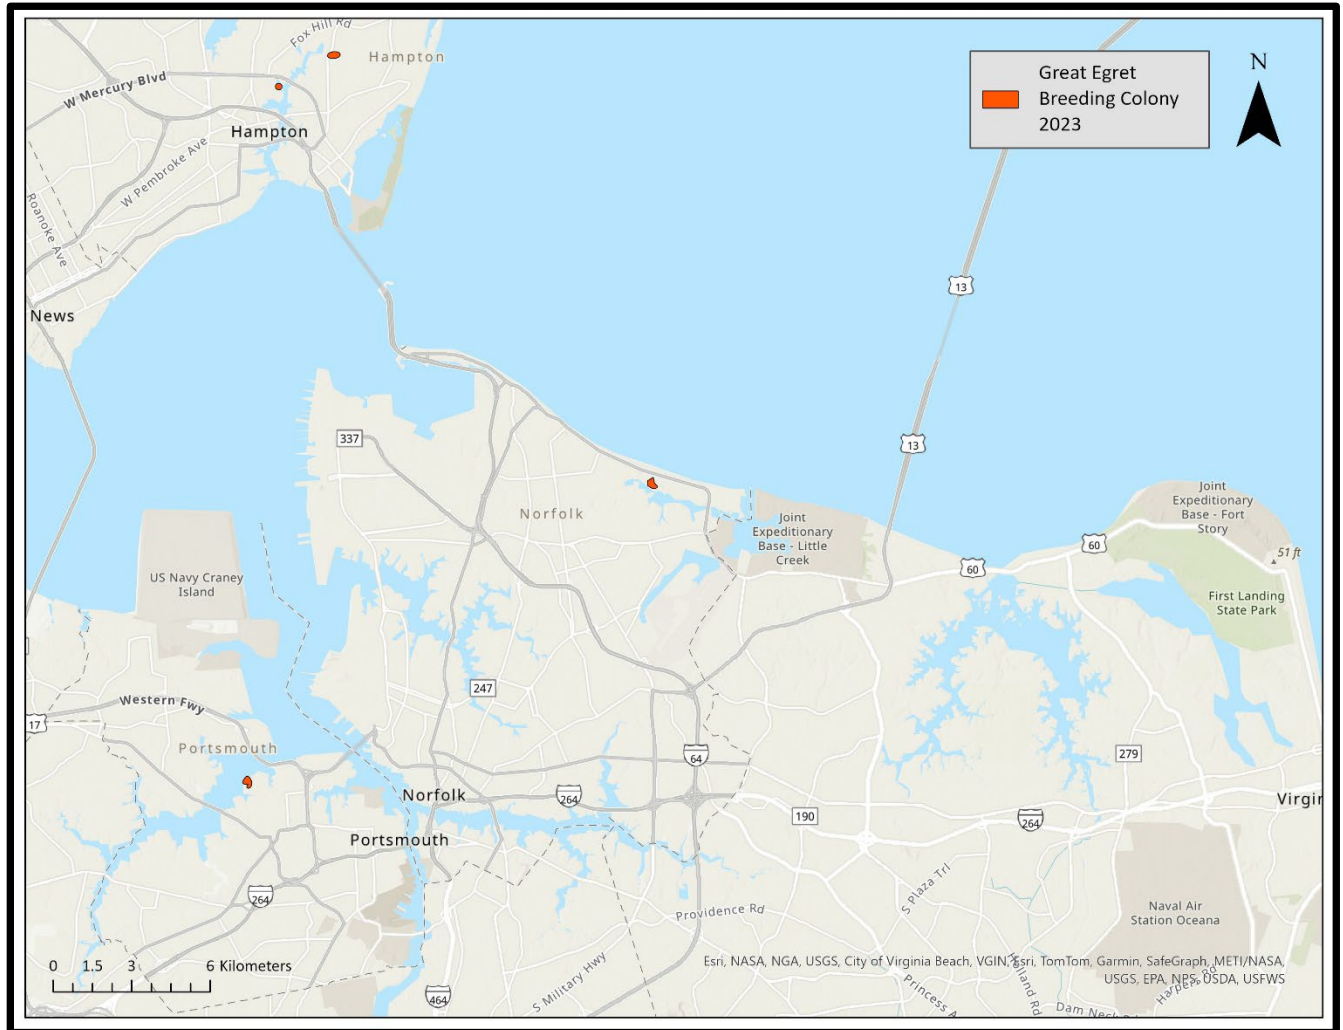 Fox Hill Rd
Hampton
W Mercury Blvd
Hampton
W Pembroke Ave
Roanoke Ave
News
Great Egret
Breeding Colony
2023
N
13
13
337
Norfolk
Joint
Expeditionary
Base - Little
Creek
Joint
Expeditionary
Base - Fort
Story
51 ft
60
60
First Landing
State Park
US Navy Craney
Island
247
Western Fwy
17
Portsmouth
64
279
Norfolk
264
190
264
Virgin
Portsmouth
264
S Plaza Trl
Providence Rd
Naval Air
Station Oceana
0 1.5 3 6 Kilometers
464
S Military Hwy
Esri, NASA, NGA, USGS, City of Virginia Beach, VGIN, Esri, TomTom, Garmin, SafeGraph, METI/NASA,
USGS, EPA, NPS, USDA, USFWS
Princess A
Holland Rd
Harpers Rd
Dam Neck